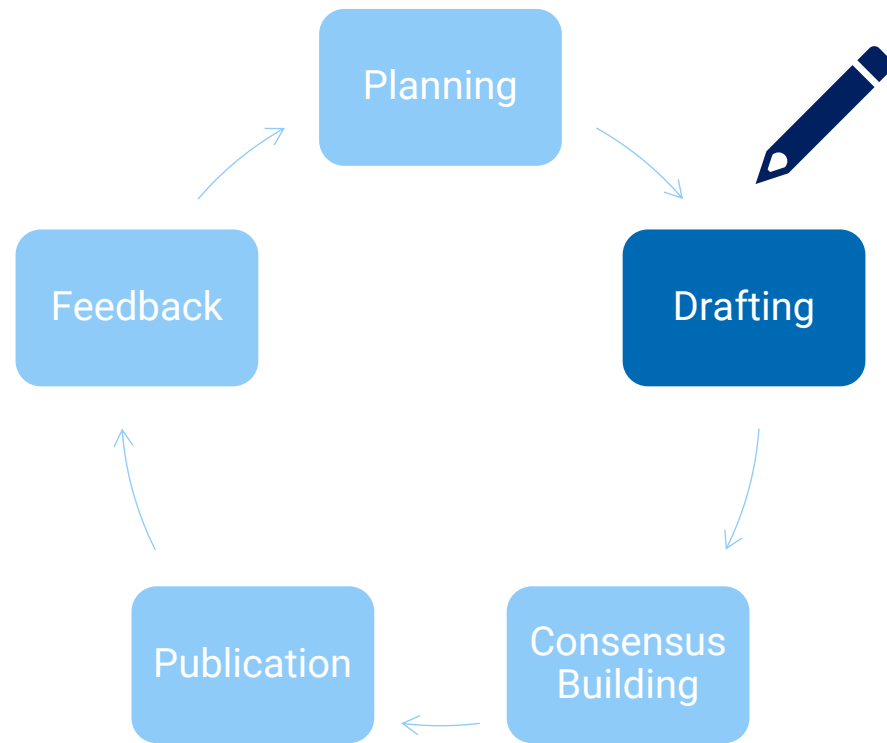 Planning
Drafting
Consensus
Building
Publication
Feedback